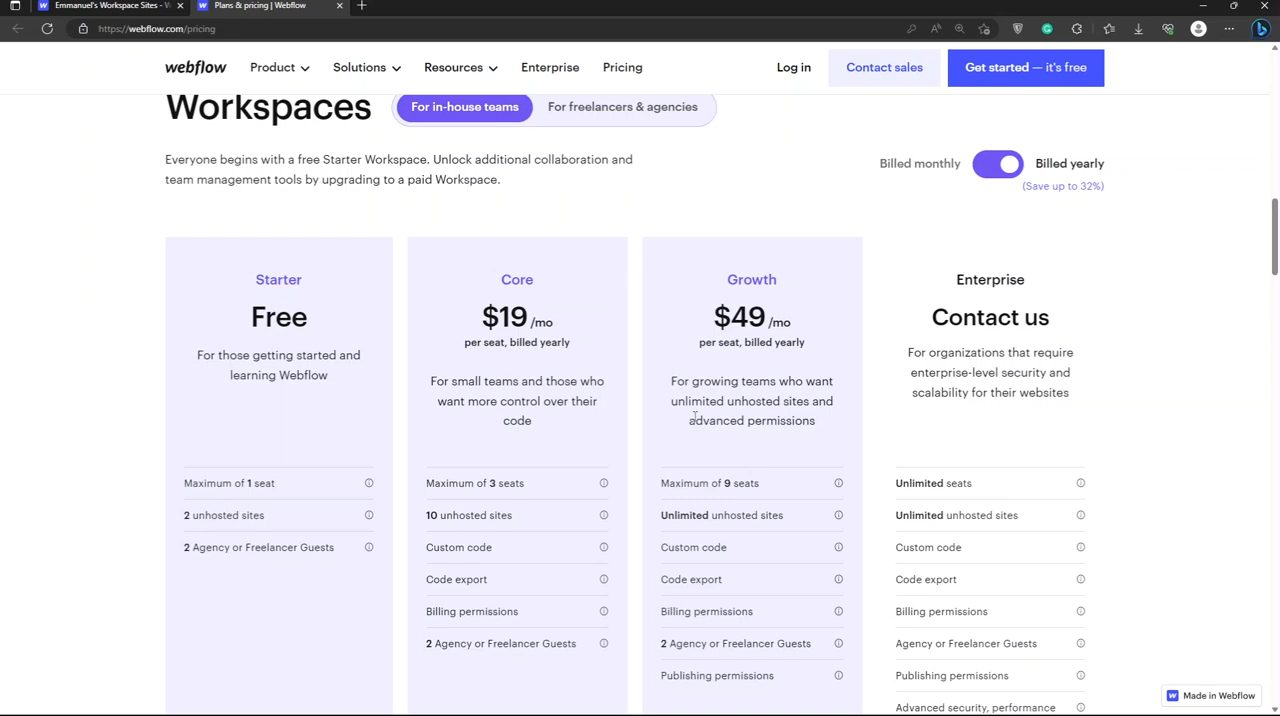 Emmanuel's Workspace Sites - W
Plans & pricing | Webflow
https://webflow.com/pricing
webflow
Product
Solutions
Resources
Enterprise
Pricing
Log in
Contact sales
Get started — it's free
Workspaces
For in-house teams
For freelancers & agencies
Everyone begins with a free Starter Workspace. Unlock additional collaboration and
team management tools by upgrading to a paid Workspace.
Billed monthly
Billed yearly
(Save up to 32%)
Starter
Free
For those getting started and
learning Webflow
Maximum of 1 seat
2 unhosted sites
2 Agency or Freelancer Guests
Core
$19 /mo
per seat, billed yearly
For small teams and those who
want more control over their
code
Maximum of 3 seats
10 unhosted sites
Custom code
Code export
Billing permissions
2 Agency or Freelancer Guests
Growth
$49 /mo
per seat, billed yearly
For growing teams who want
unlimited unhosted sites and
advanced permissions
Maximum of 9 seats
Unlimited unhosted sites
Custom code
Code export
Billing permissions
2 Agency or Freelancer Guests
Publishing permissions
Enterprise
Contact us
For organizations that require
enterprise-level security and
scalability for their websites
Unlimited seats
Unlimited unhosted sites
Custom code
Code export
Billing permissions
Agency or Freelancer Guests
Publishing permissions
Advanced security, performance
Made in Webflow